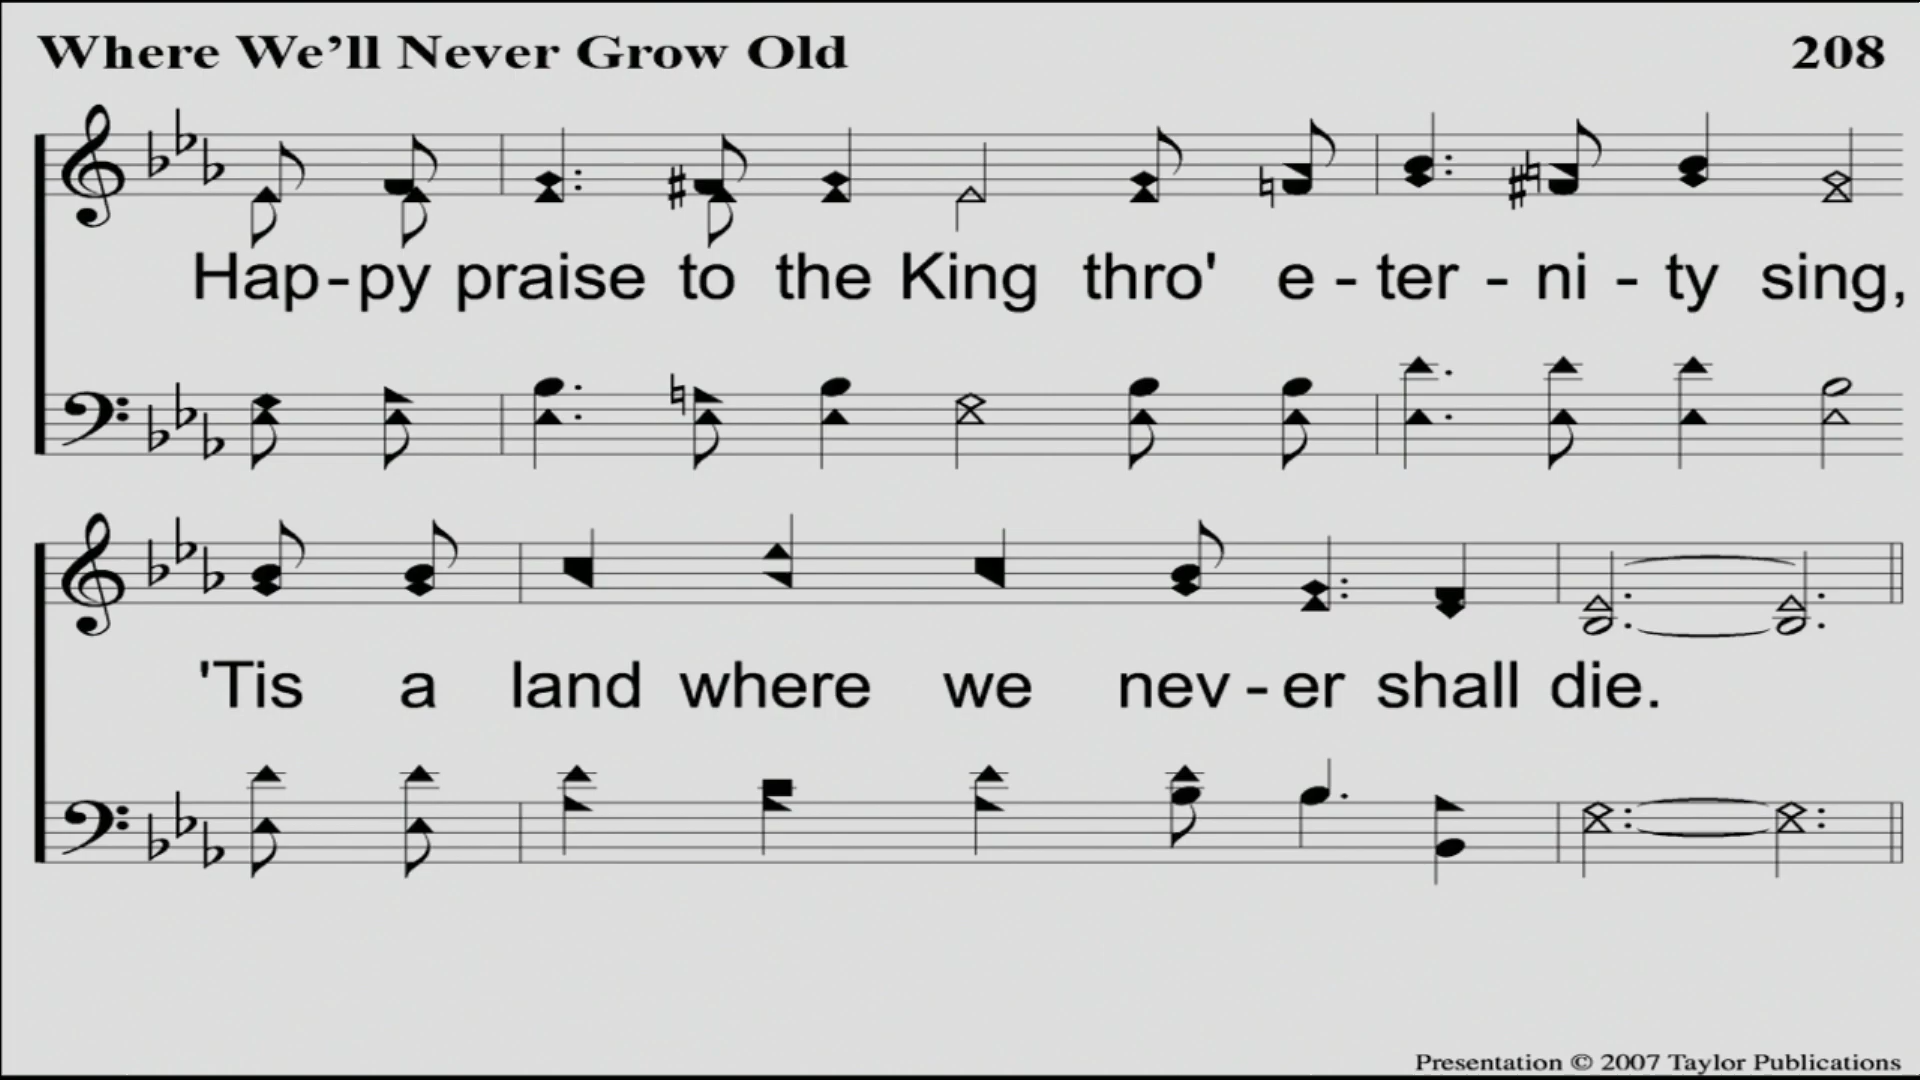 Where We’ll Never Grow Old 208
Hap-py praise to the King thro' e - ter - ni - ty sing,
'Tis a land where we nev - er shall die.
Presentation © 2007 Taylor Publications